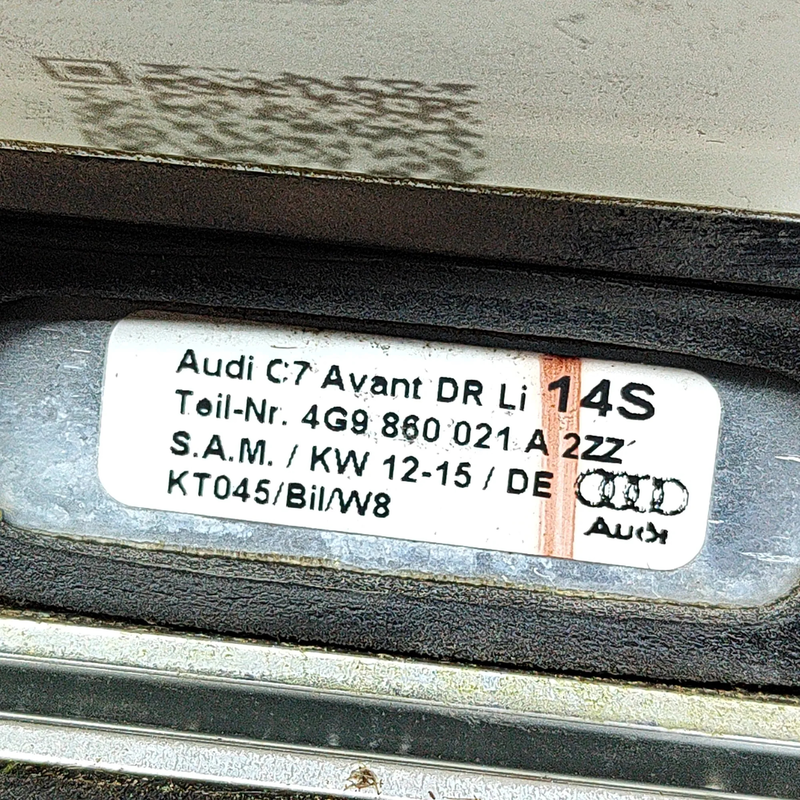 Audi C7 Avant DR Li 14S
Teil-Nr. 4G9 860 021 A 2ZZ
S.A.M. / KW 12-15 / DE
KT045/Bil/W8
Audi